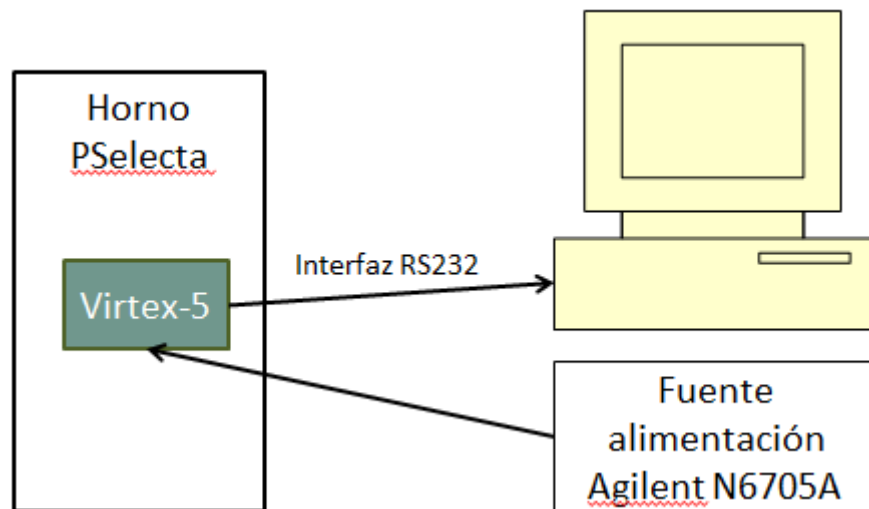 Horno
PSelecta
Interfaz RS232
Virtex-5
Fuente
alimentación
Agilent N6705A